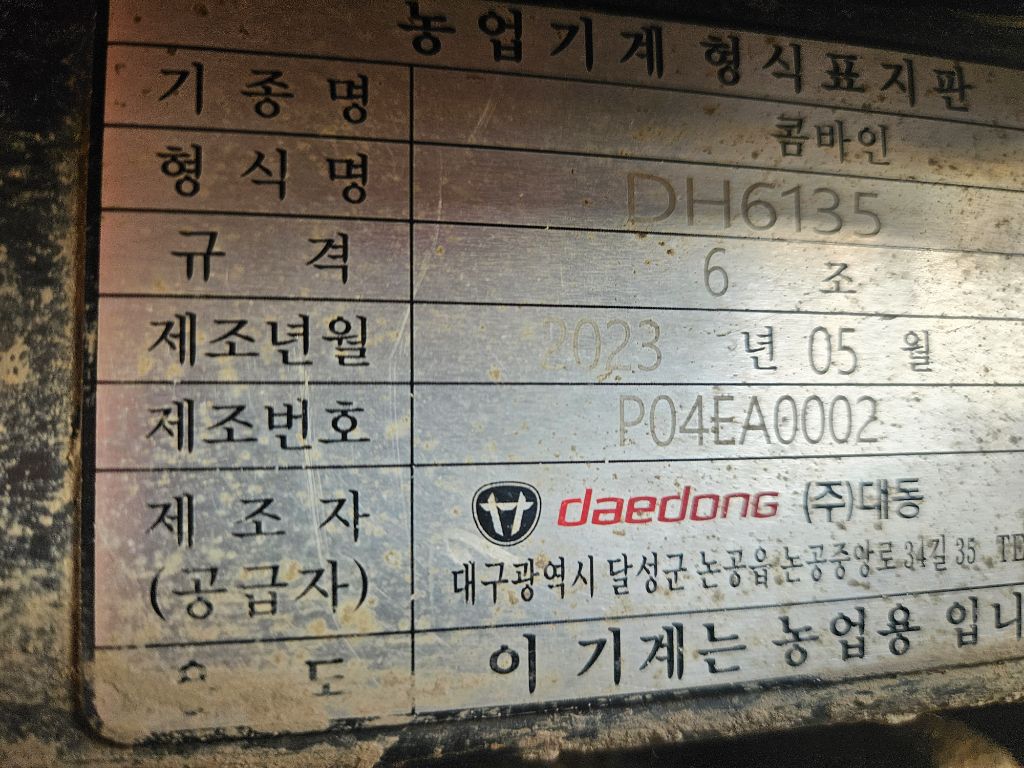 농업기계 형식표지판
기종명 콤바인
형식명 DH6135
규격 6 조
제조년월 2023 년 05 월
제조번호 P04EA0002
제조자 daedong (주)대동
(공급자) 대구광역시 달성군 논공읍 논공중앙로 34길 35 TE
용도 이 기계는 농업용 입니